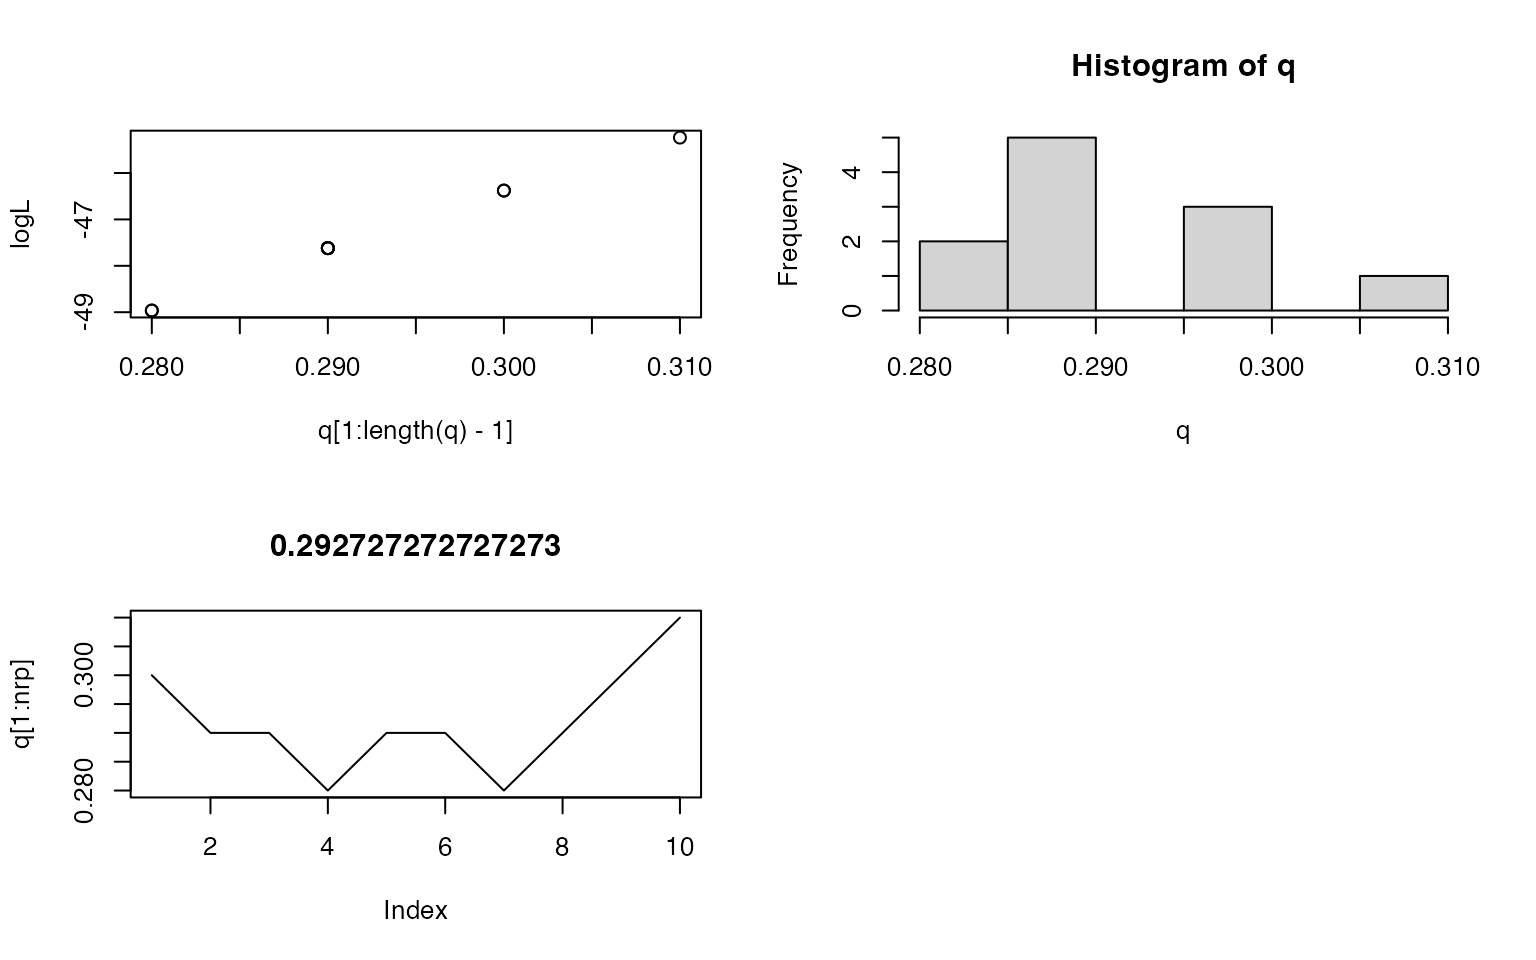 logL
-47
-49
0.280 0.290 0.300 0.310
q[1:length(q) - 1]
Histogram of q
Frequency
4
2
0
0.280 0.290 0.300 0.310
q
0.292727272727273
q[1:nrp]
0.300
0.280
2 4 6 8 10
Index